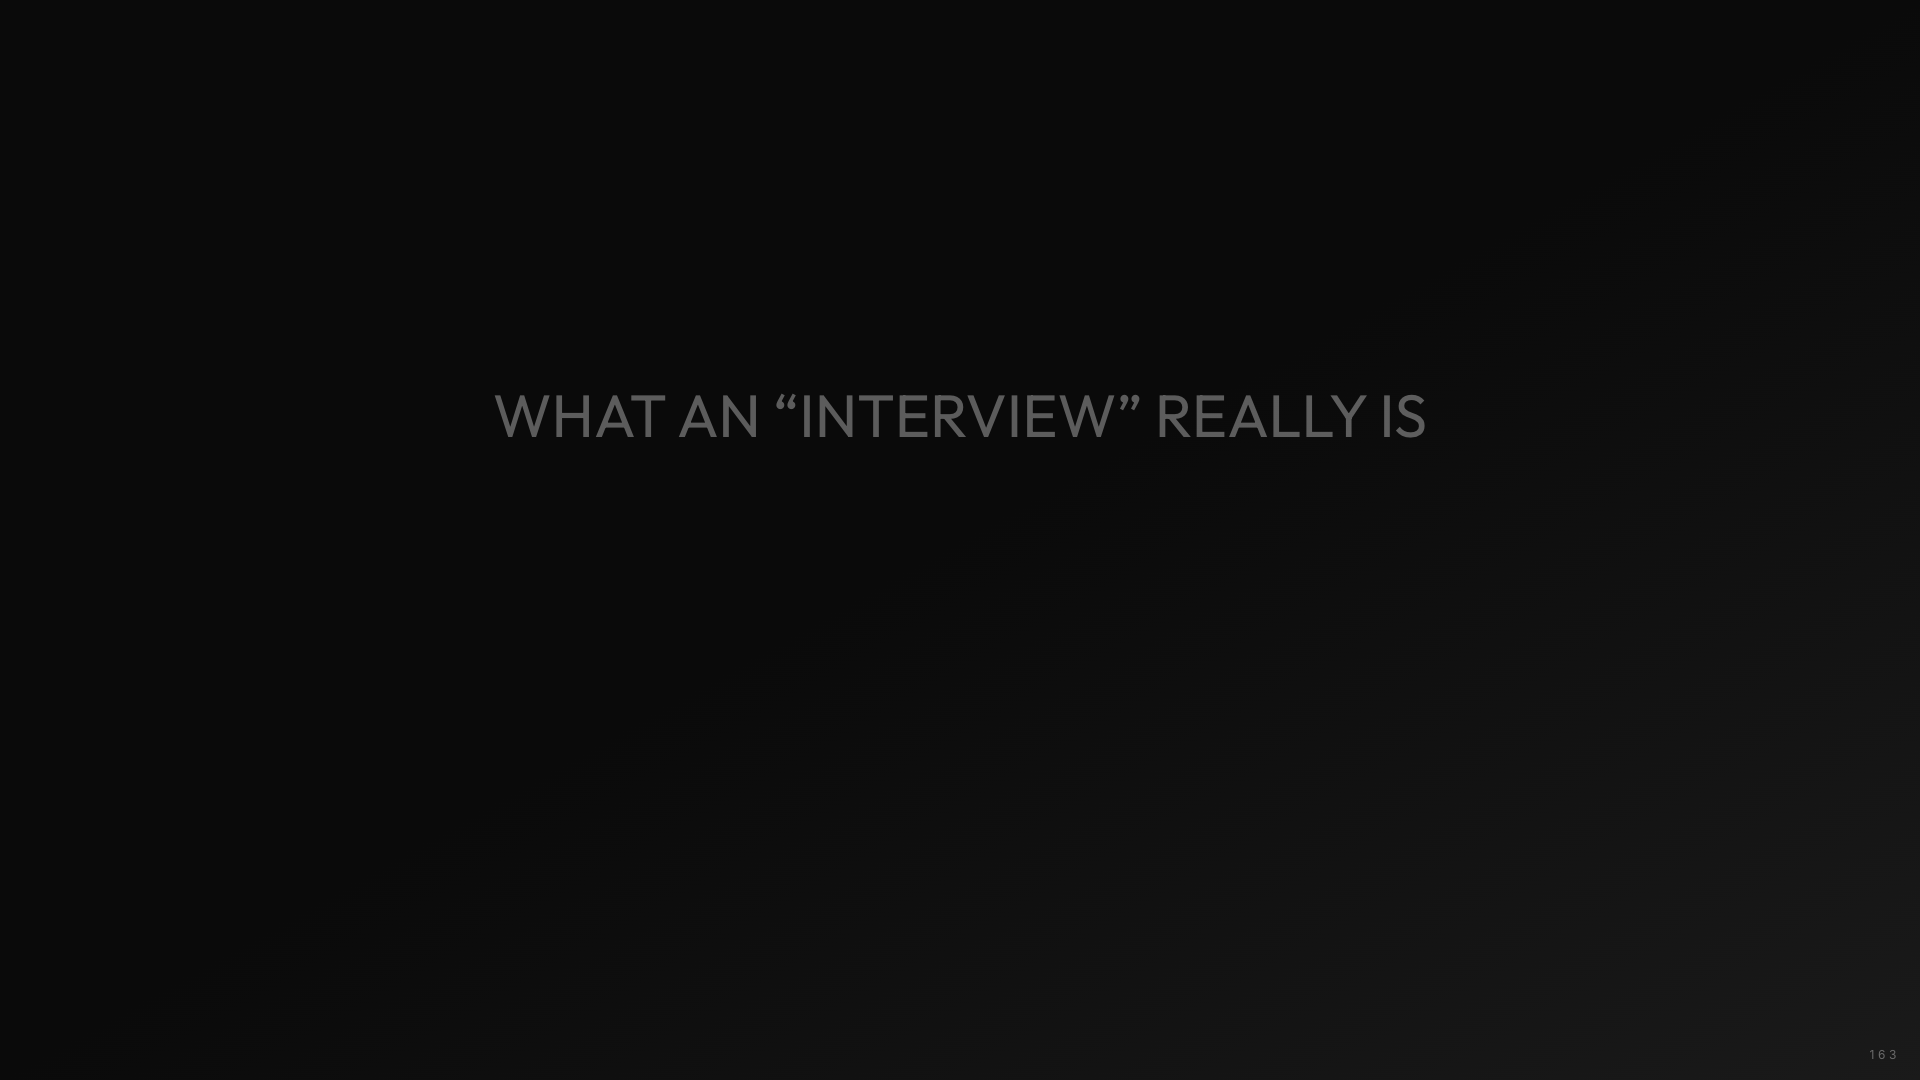 WHAT AN “INTERVIEW” REALLY IS
163